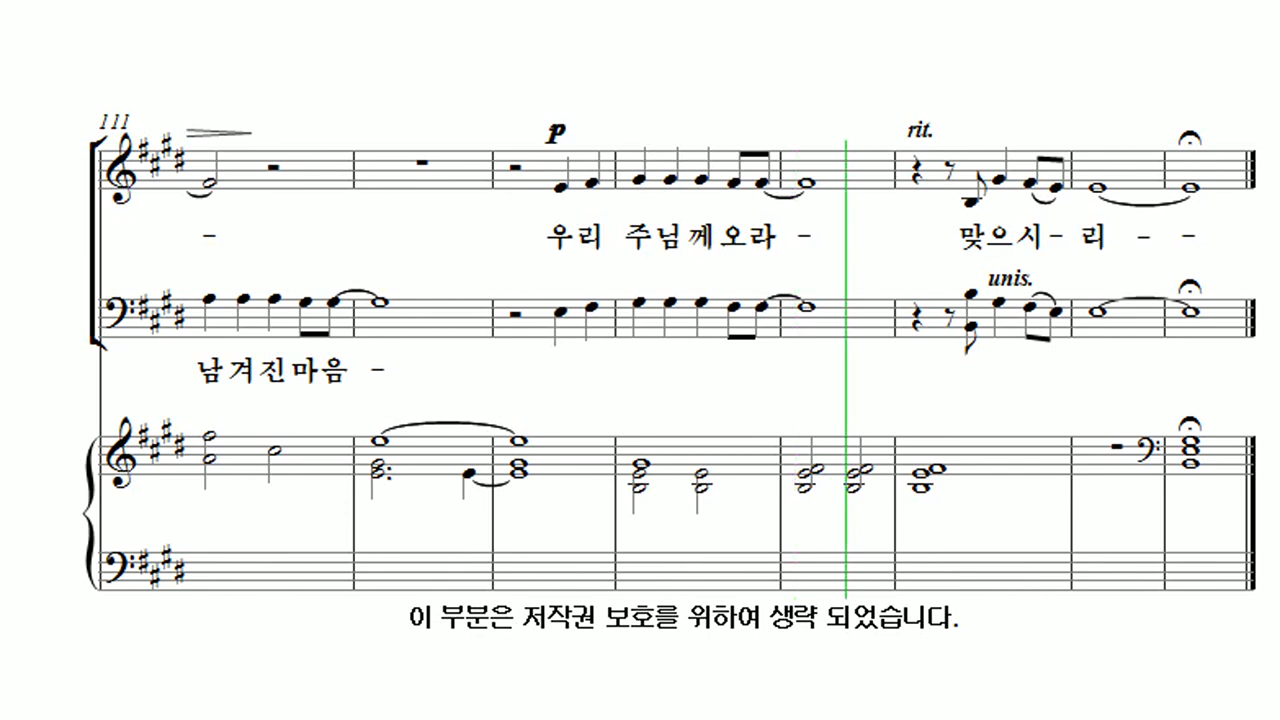 111
p
rit.
- 우리 주님께오라 - 맞으시- 리 - -
unis.
남겨진마음 -
이 부분은 저작권 보호를 위하여 생략 되었습니다.